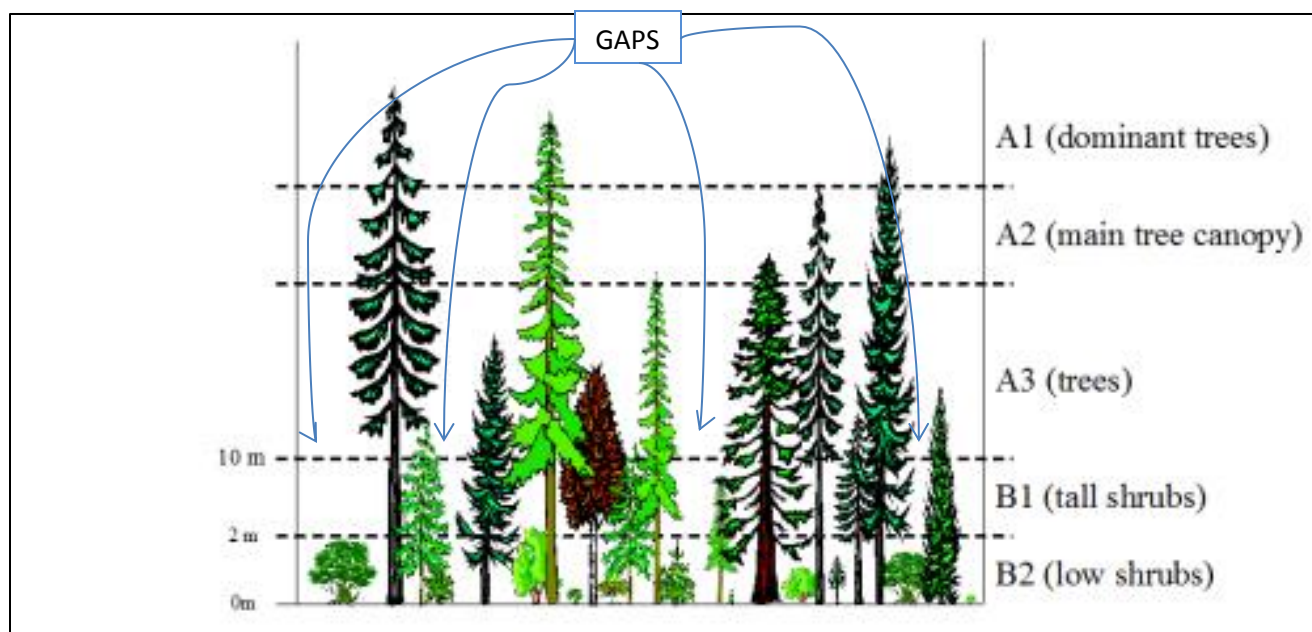 GAPS
A1 (dominant trees)
A2 (main tree canopy)
A3 (trees)
10 m
B1 (tall shrubs)
2 m
B2 (low shrubs)
0m